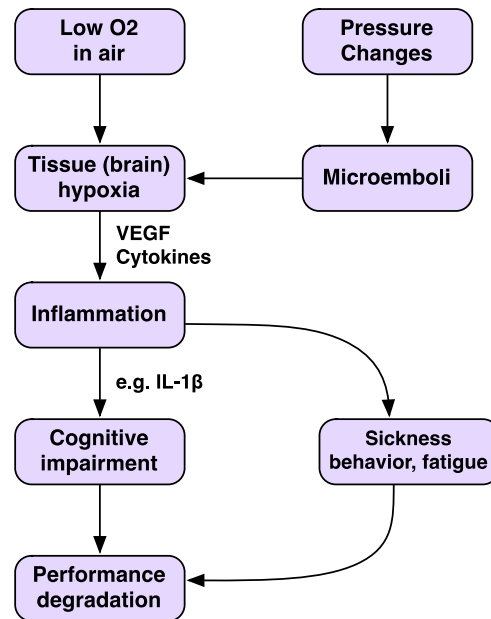 Low O2
in air
Pressure
Changes
Tissue (brain)
hypoxia
Microemboli
VEGF
Cytokines
Inflammation
e.g. IL-1β
Cognitive
impairment
Sickness
behavior, fatigue
Performance
degradation